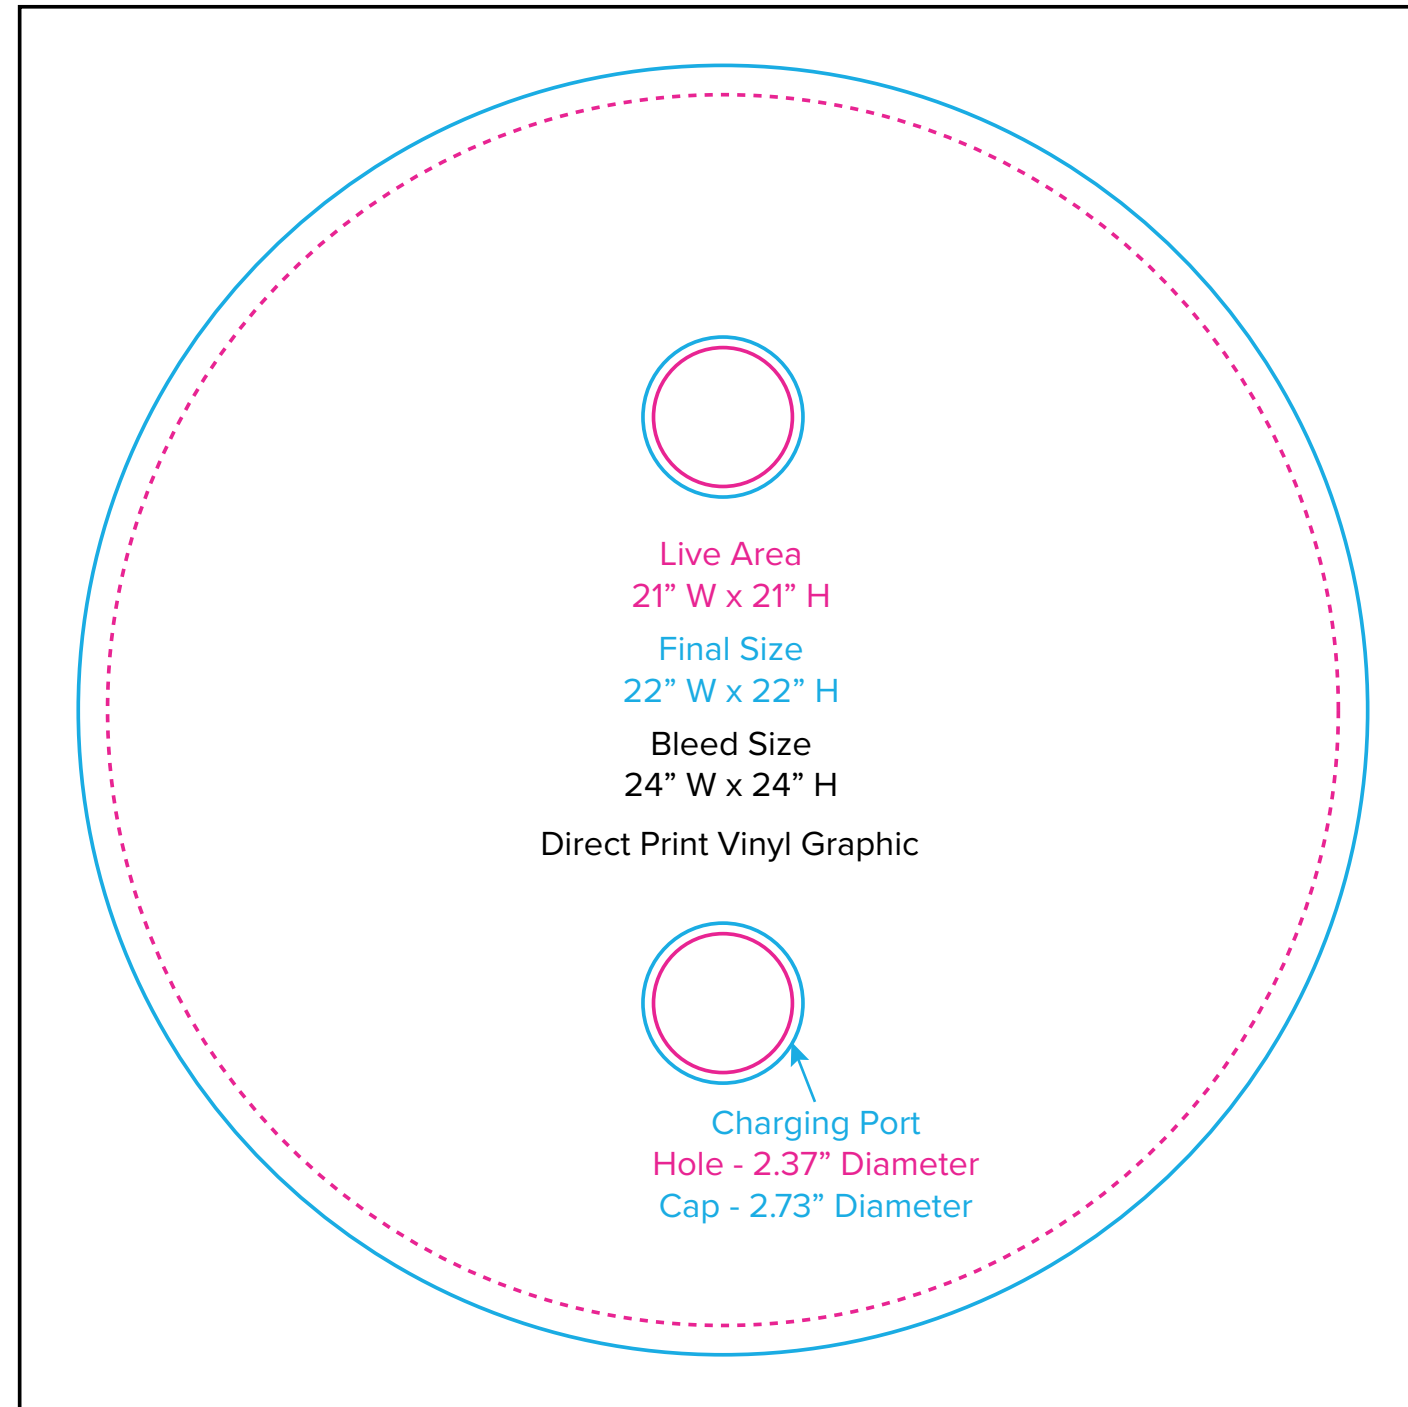 Live Area
21” W x 21” H
Final Size
22” W x 22” H
Bleed Size
24” W x 24” H
Direct Print Vinyl Graphic
Charging Port
Hole - 2.37” Diameter
Cap - 2.73” Diameter